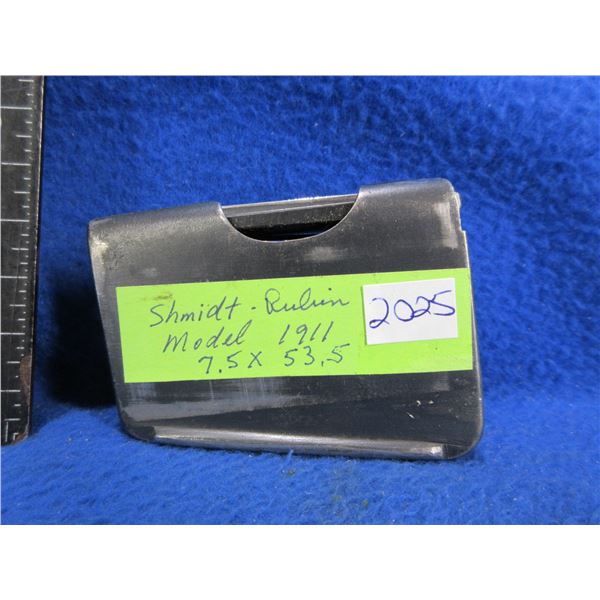 Shmidt - Rubin
Model 1911
7.5 X 53.5
2025